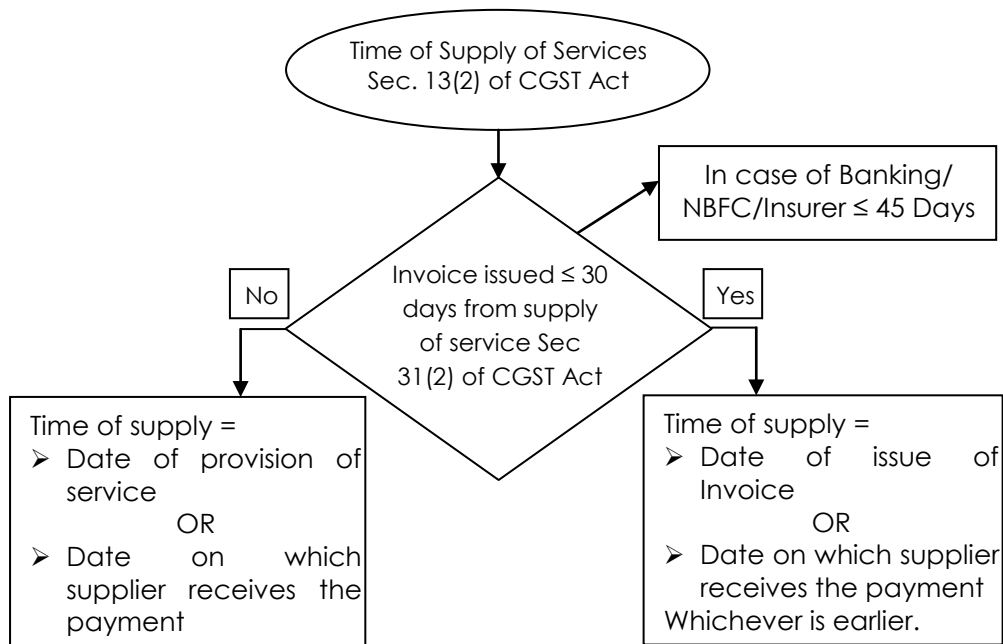 Time of Supply of Services
Sec. 13(2) of CGST Act
In case of Banking/
NBFC/Insurer ≤ 45 Days
Invoice issued ≤ 30
days from supply
of service Sec
31(2) of CGST Act
No
Yes
Time of supply =
➢ Date of provision of
service
OR
➢ Date on which
supplier receives the
payment
Time of supply =
➢ Date of issue of
Invoice
OR
➢ Date on which supplier
receives the payment
Whichever is earlier.